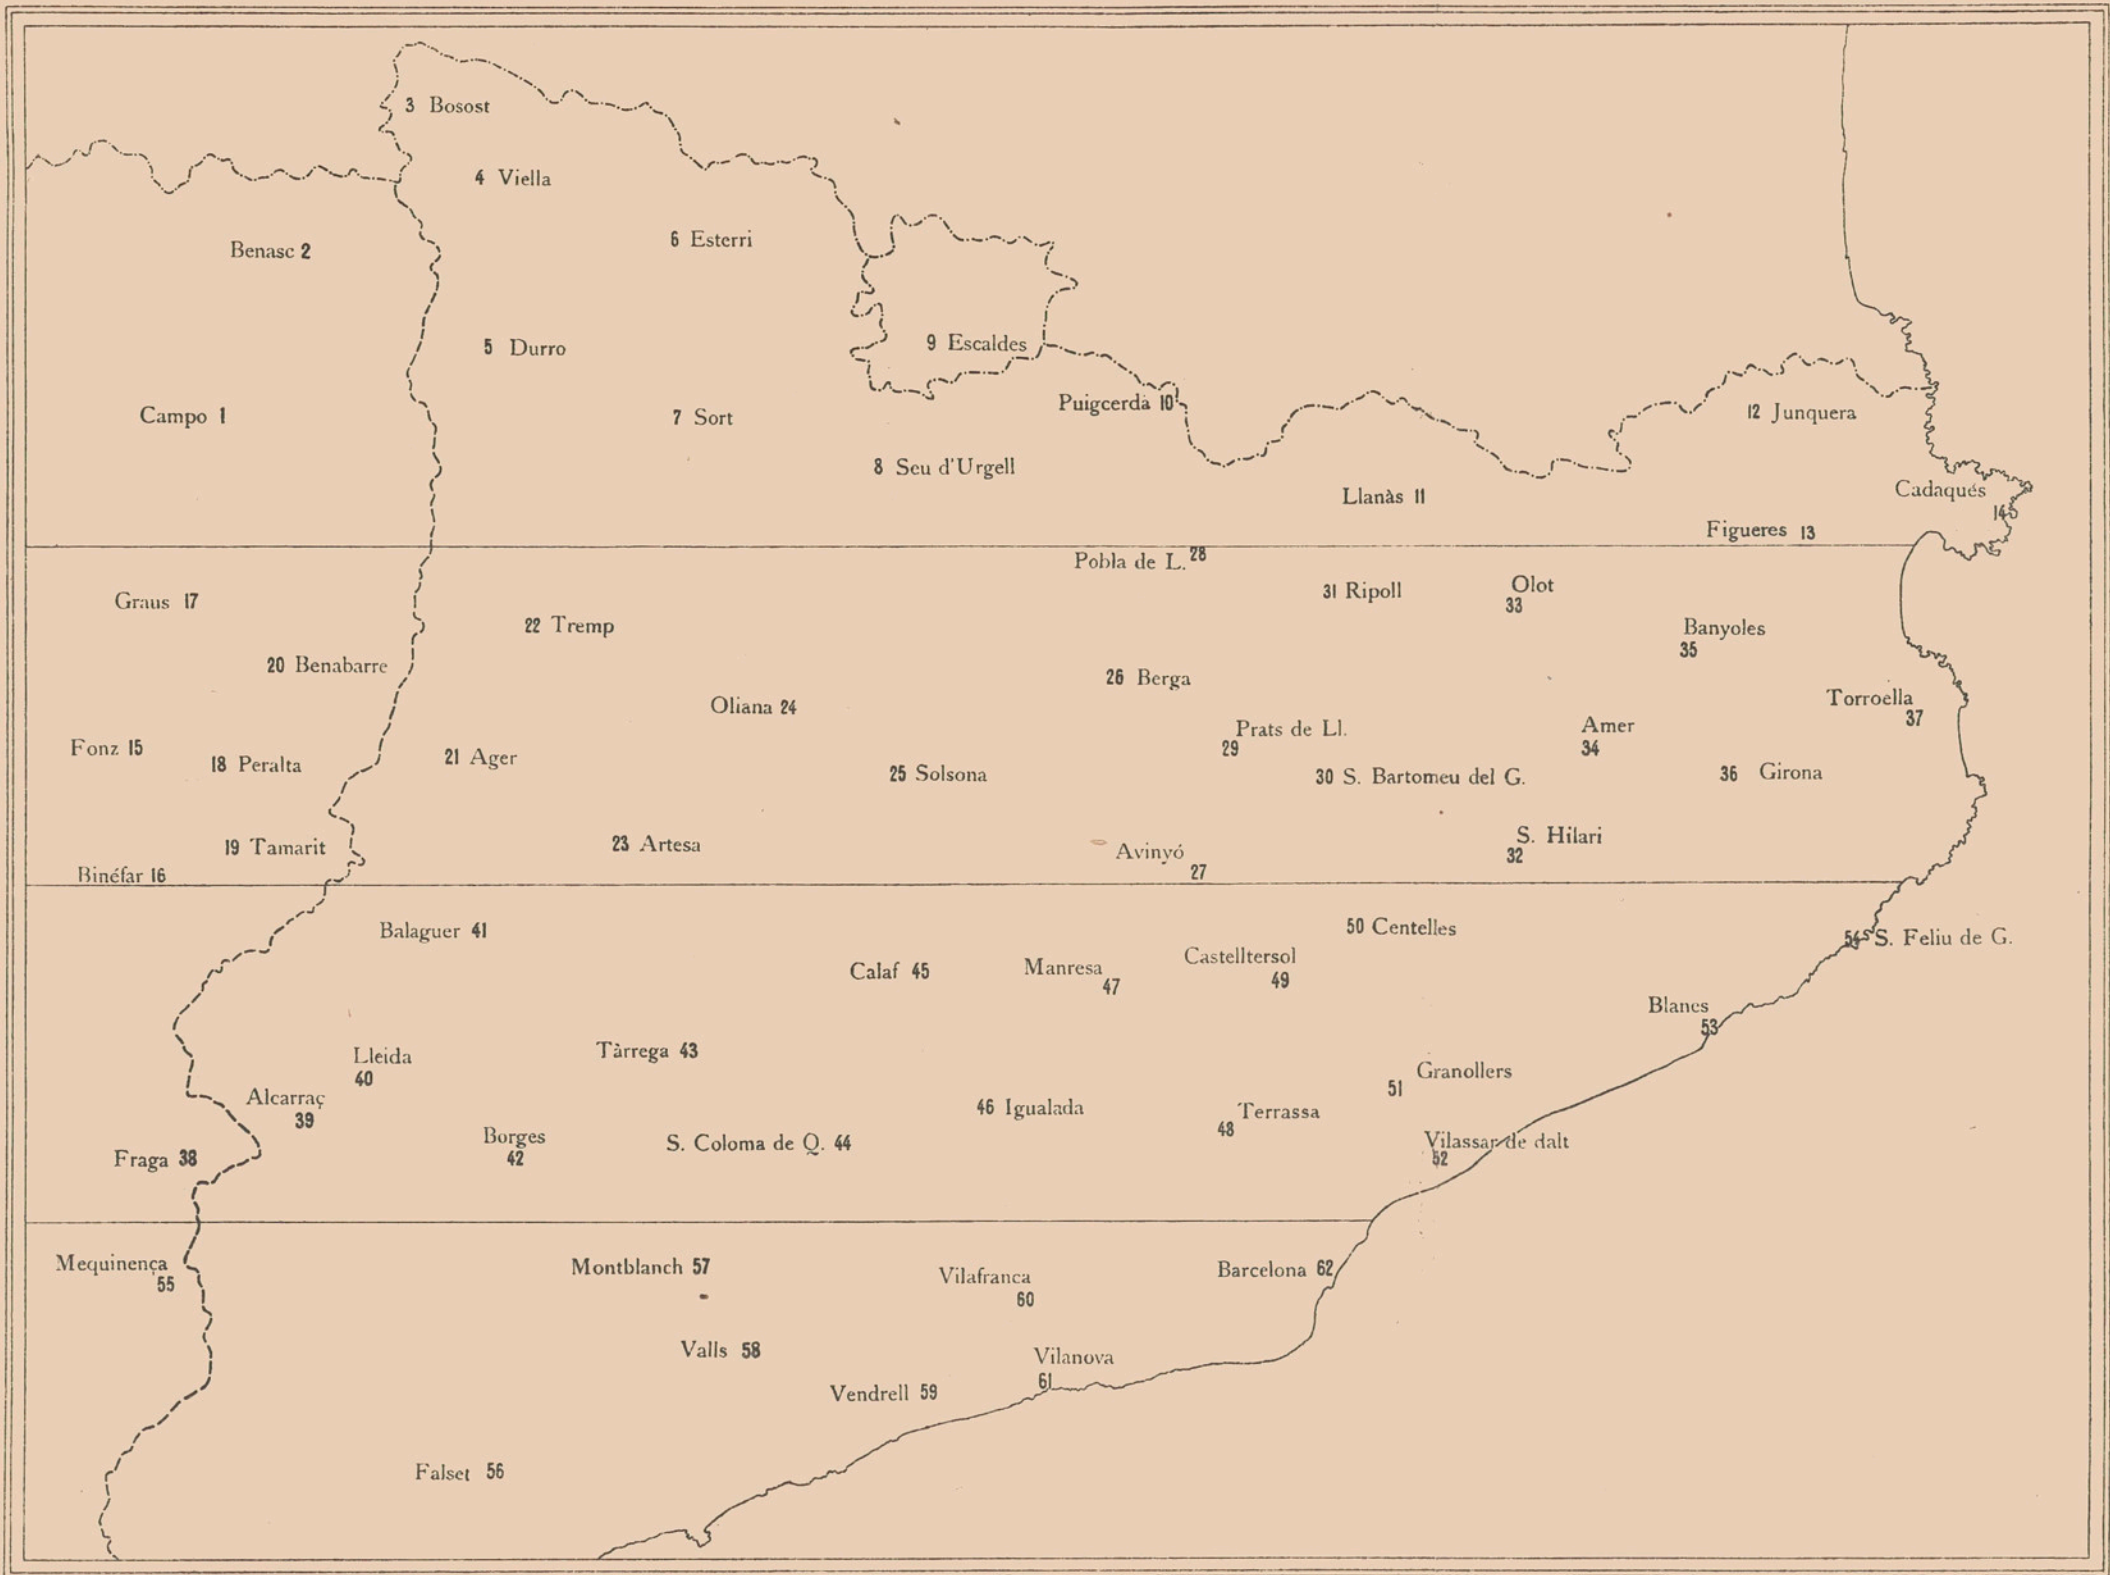 3 Bosost
4 Viella
6 Esterri
Benasc 2
9 Escaldes
5 Durro
Puigcerdà 10
12 Junquera
Campo 1
7 Sort
8 Seu d'Urgell
Cadaqués
14
Llanàs 11
Figueres 13
Pobla de L. 28
Olot
33
31 Ripoll
Graus 17
22 Tremp
Banyoles
35
20 Benabarre
26 Berga
Torroella
37
Oliana 24
Prats de Ll.
29
Amer
34
Fonz 15
21 Ager
18 Peralta
25 Solsona
30 S. Bartomeu del G.
36 Girona
S. Hilari
32
19 Tamarit
23 Artesa
Avinyó
27
Binéfar 16
Balaguer 41
50 Centelles
54 S. Feliu de G.
Castelltersol
49
Calaf 45
Manresa
47
Blanes
53
Lleida
40
Tàrrega 43
Granollers
51
Alcarraç
39
46 Igualada
Terrassa
48
Borges
42
S. Coloma de Q. 44
Vilassar de dalt
52
Fraga 38
Mequinença
55
Montblanch 57
Vilafranca
60
Barcelona 62
Valls 58
Vilanova
61
Vendrell 59
Falset 56